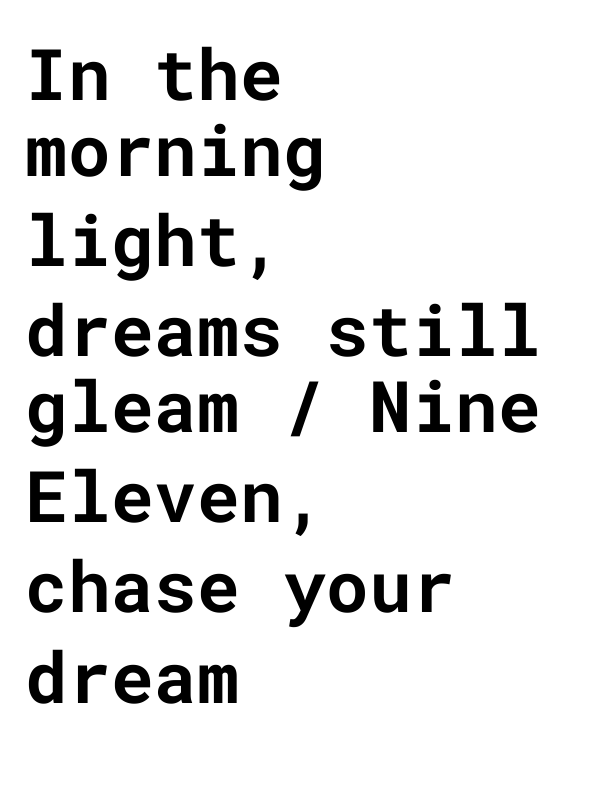 In the
morning
light,
dreams still
gleam / Nine
Eleven,
chase your
dream